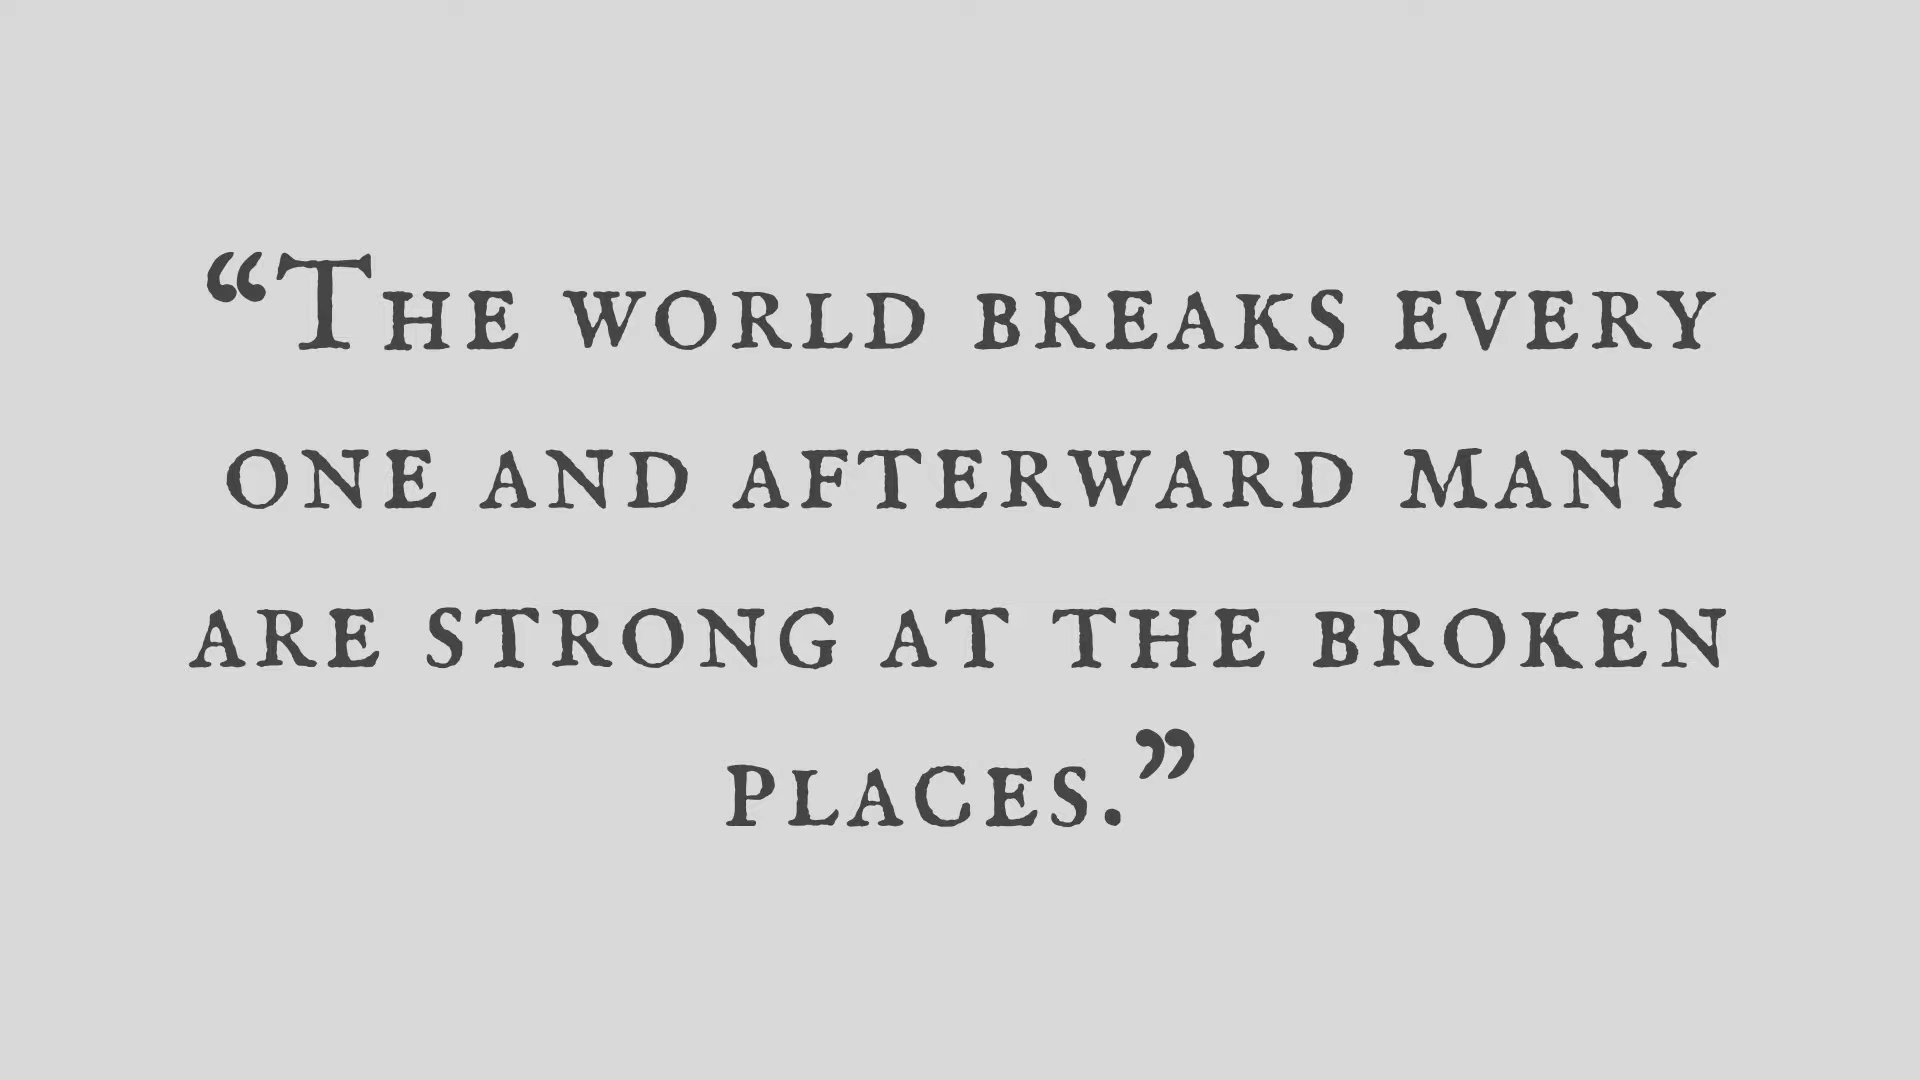 “The world breaks every
one and afterward many
are strong at the broken
places.”